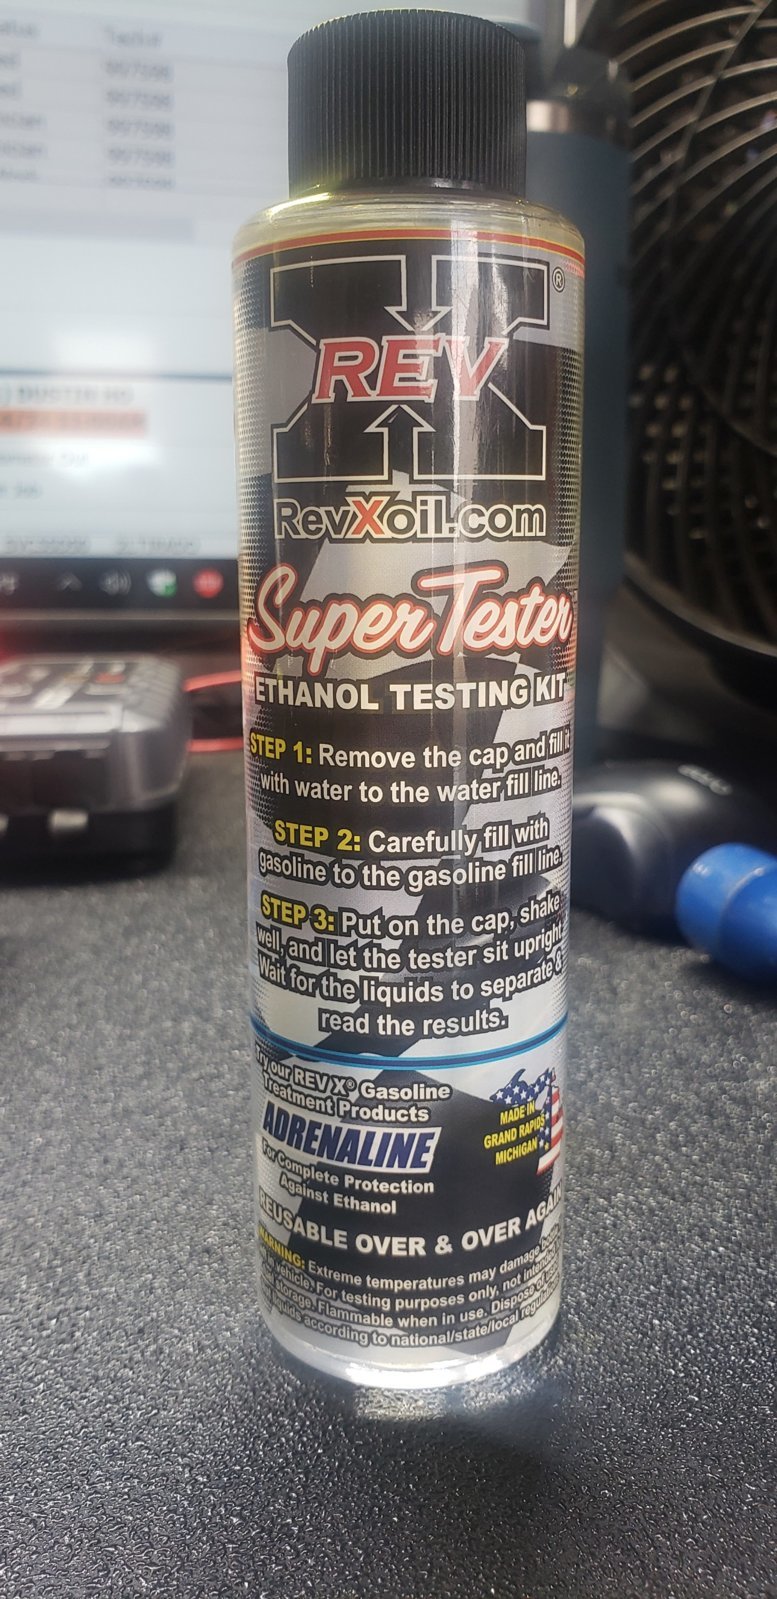 X®
REV
RevXoil.com
Super Tester
ETHANOL TESTING KIT
STEP 1: Remove the cap and fill it
with water to the water fill line.
STEP 2: Carefully fill with
gasoline to the gasoline fill line.
STEP 3: Put on the cap, shake
well, and let the tester sit upright
Wait for the liquids to separate &
read the results.
Try our REV X® Gasoline
Treatment Products
ADRENALINE
For Complete Protection
Against Ethanol
MADE IN
GRAND RAPIDS
MICHIGAN
REUSABLE OVER & OVER AGAIN
WARNING: Extreme temperatures may damage
vehicle. For testing purposes only, not
storage. Flammable when in use. Dispose of
liquids according to national/state/local